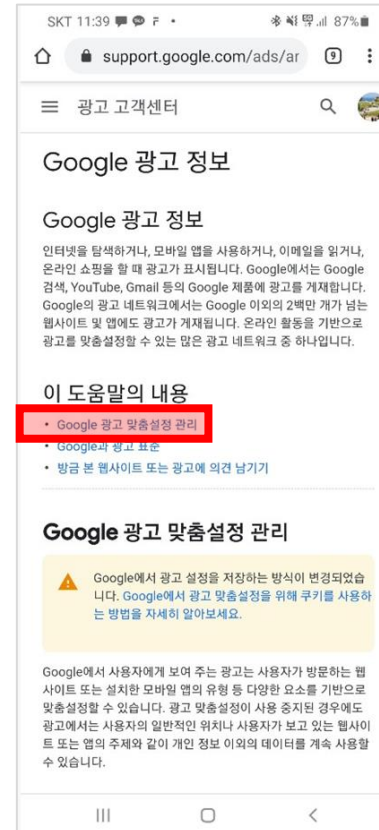 SKT 11:39
87%
support.google.com/ads/ar
9
광고 고객센터
Google 광고 정보
Google 광고 정보
인터넷을 탐색하거나, 모바일 앱을 사용하거나, 이메일을 읽거나,
온라인 쇼핑을 할 때 광고가 표시됩니다. Google에서는 Google
검색, YouTube, Gmail 등의 Google 제품에 광고를 게재합니다.
Google의 광고 네트워크에서는 Google 이외의 2백만 개가 넘는
웹사이트 및 앱에도 광고가 게재됩니다. 온라인 활동을 기반으로
광고를 맞춤설정할 수 있는 많은 광고 네트워크 중 하나입니다.
이 도움말의 내용
• Google 광고 맞춤설정 관리
• Google과 광고 표준
• 방금 본 웹사이트 또는 광고에 의견 남기기
Google 광고 맞춤설정 관리
Google에서 광고 설정을 저장하는 방식이 변경되었습
니다. Google에서 광고 맞춤설정을 위해 쿠키를 사용하
는 방법을 자세히 알아보세요.
Google에서 사용자에게 보여 주는 광고는 사용자가 방문하는 웹
사이트 또는 설치한 모바일 앱의 유형 등 다양한 요소를 기반으로
맞춤설정할 수 있습니다. 광고 맞춤설정이 사용 중지된 경우에도
광고에서는 사용자의 일반적인 위치나 사용자가 보고 있는 웹사이
트 또는 앱의 주제와 같이 개인 정보 이외의 데이터를 계속 사용할
수 있습니다.